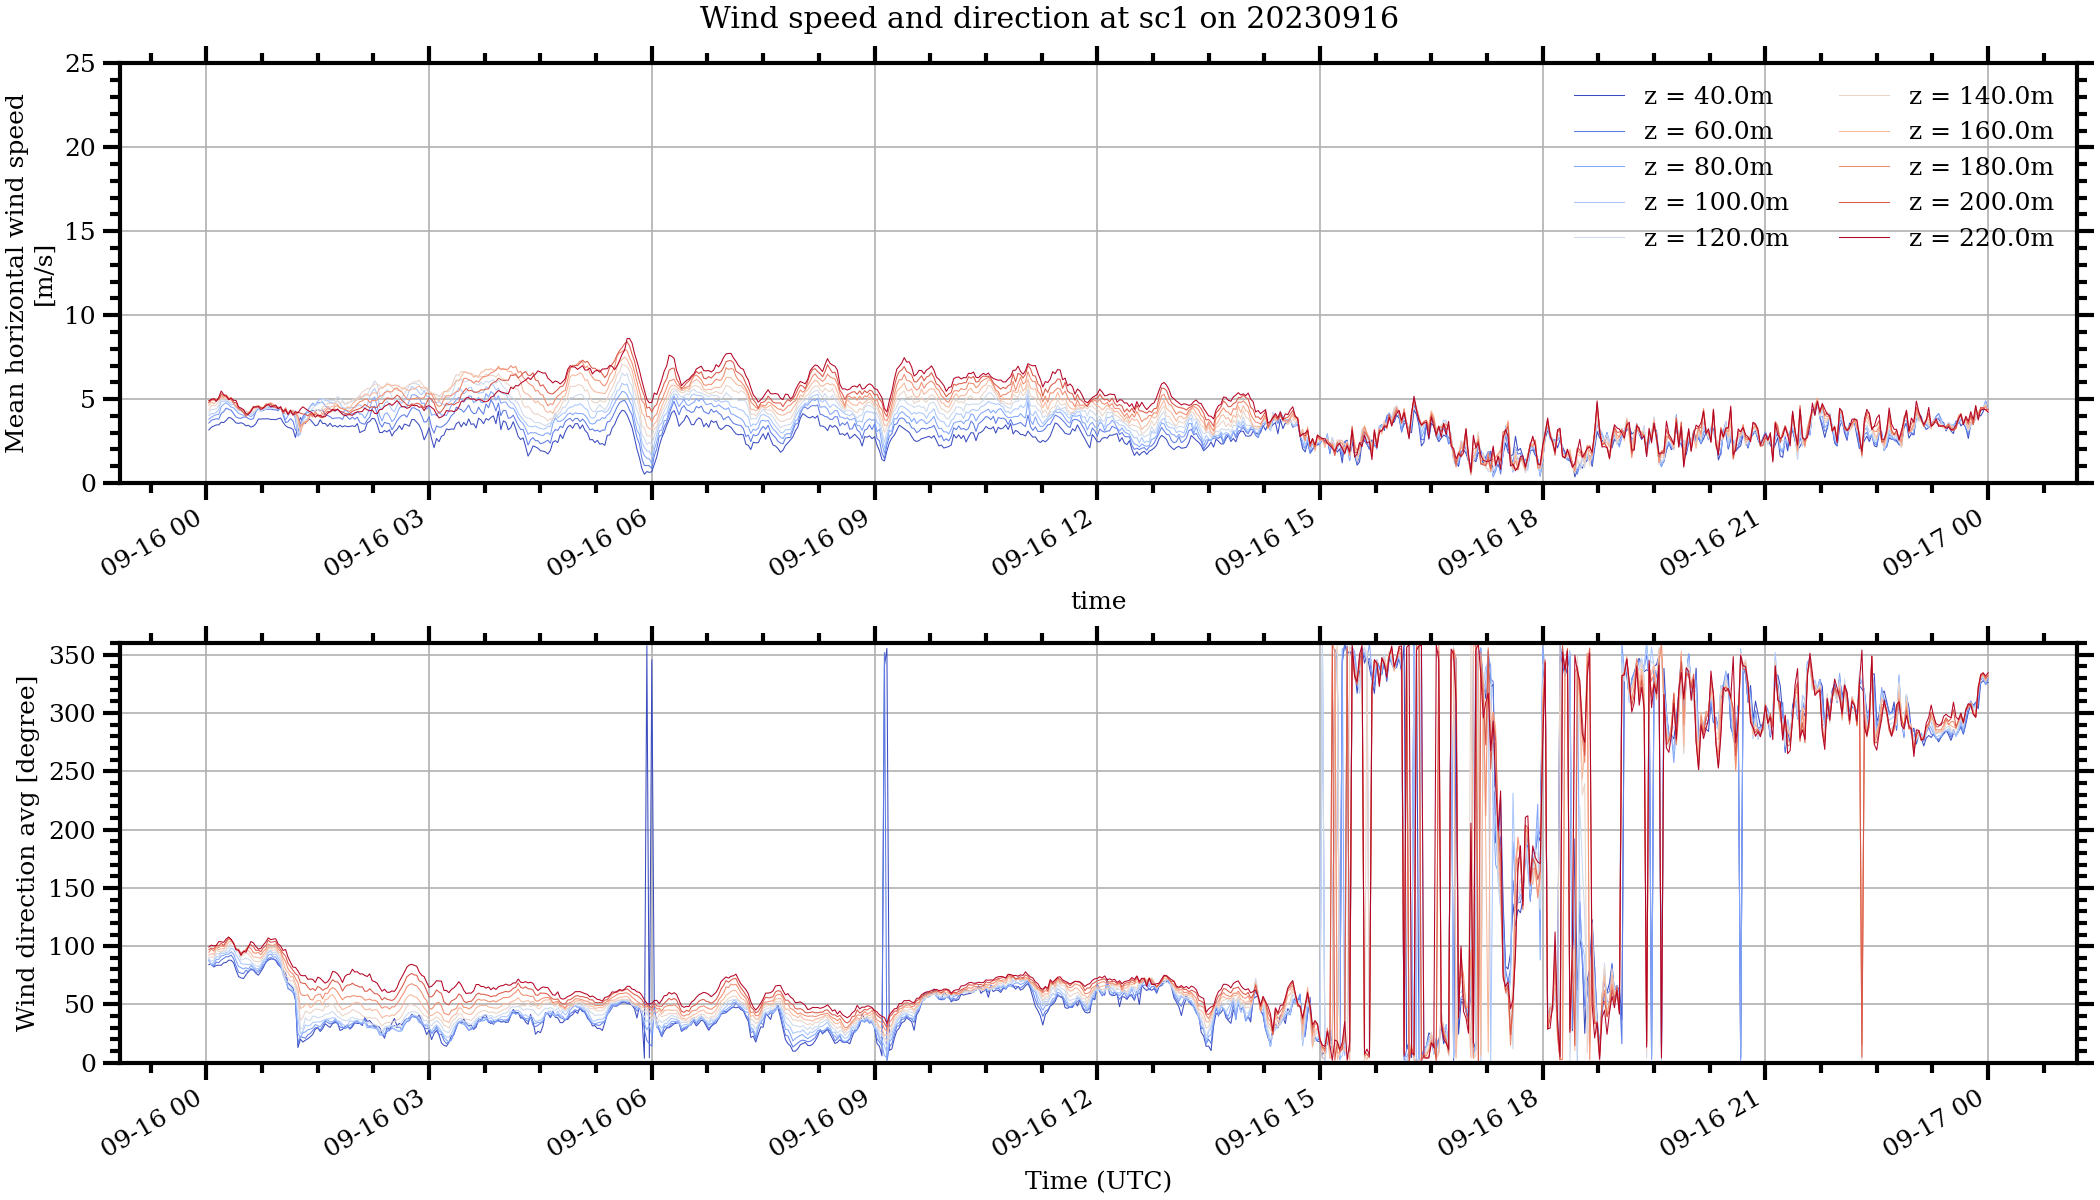 Wind speed and direction at sc1 on 20230916
Mean horizontal wind speed
[m/s]
25
20
15
10
5
0
z = 40.0m
z = 60.0m
z = 80.0m
z = 100.0m
z = 120.0m
z = 140.0m
z = 160.0m
z = 180.0m
z = 200.0m
z = 220.0m
09-16 00
09-16 03
09-16 06
09-16 09
09-16 12
09-16 15
09-16 18
09-16 21
09-17 00
time
Wind direction avg [degree]
350
300
250
200
150
100
50
0
09-16 00
09-16 03
09-16 06
09-16 09
09-16 12
09-16 15
09-16 18
09-16 21
09-17 00
Time (UTC)